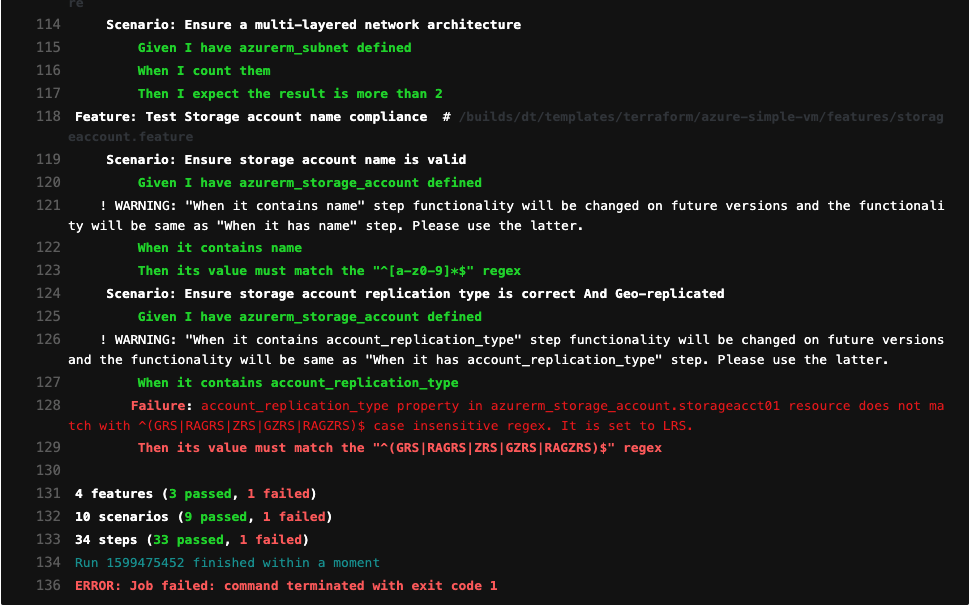 re
114 Scenario: Ensure a multi-layered network architecture
115 Given I have azurerm_subnet defined
116 When I count them
117 Then I expect the result is more than 2
118 Feature: Test Storage account name compliance # /builds/dt/templates/terraform/azure-simple-vm/features/storag
eaccount.feature
119 Scenario: Ensure storage account name is valid
120 Given I have azurerm_storage_account defined
121 ! WARNING: "When it contains name" step functionality will be changed on future versions and the functionali
ty will be same as "When it has name" step. Please use the latter.
122 When it contains name
123 Then its value must match the "^[a-z0-9]*$" regex
124 Scenario: Ensure storage account replication type is correct And Geo-replicated
125 Given I have azurerm_storage_account defined
126 ! WARNING: "When it contains account_replication_type" step functionality will be changed on future versions
and the functionality will be same as "When it has account_replication_type" step. Please use the latter.
127 When it contains account_replication_type
128 Failure: account_replication_type property in azurerm_storage_account.storageacct01 resource does not ma
tch with ^(GRS|RAGRS|ZRS|GZRS|RAGZRS)$ case insensitive regex. It is set to LRS.
129 Then its value must match the "^(GRS|RAGRS|ZRS|GZRS|RAGZRS)$" regex
130
131 4 features (3 passed, 1 failed)
132 10 scenarios (9 passed, 1 failed)
133 34 steps (33 passed, 1 failed)
134 Run 1599475452 finished within a moment
136 ERROR: Job failed: command terminated with exit code 1